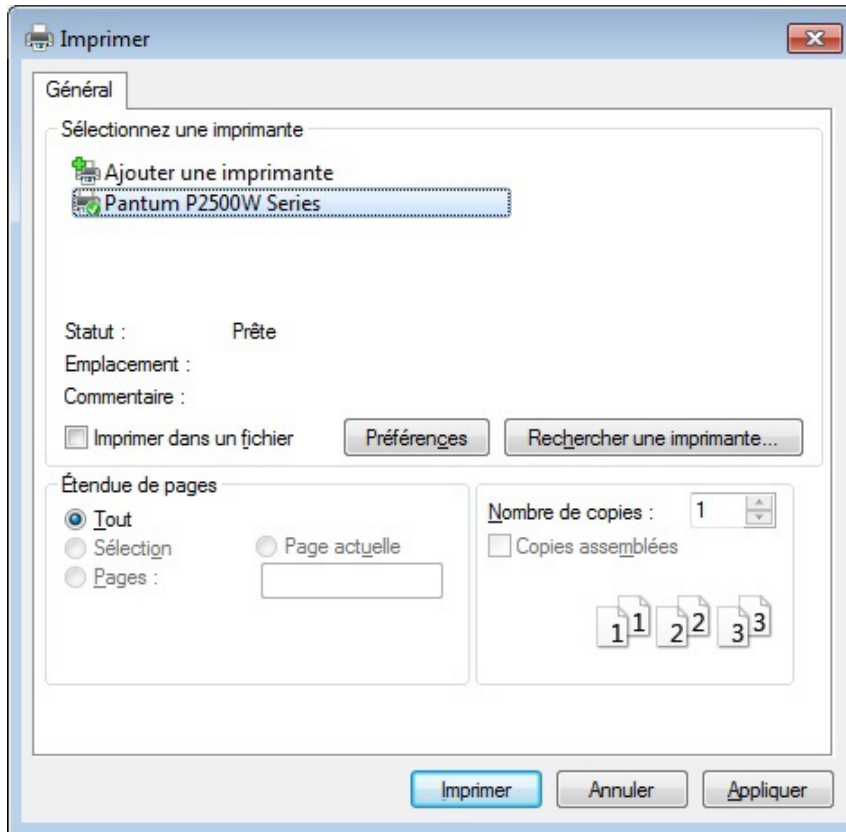 Imprimer
Général
Sélectionnez une imprimante
Ajouter une imprimante
Pantum P2500W Series
Statut : Prête
Emplacement :
Commentaire :
Imprimer dans un fichier Préférences Rechercher une imprimante...
Étendue de pages
Tout
Sélection Page actuelle
Pages :
Nombre de copies : 1
Copies assemblées
1 1 2 2 3 3
Imprimer Annuler Appliquer